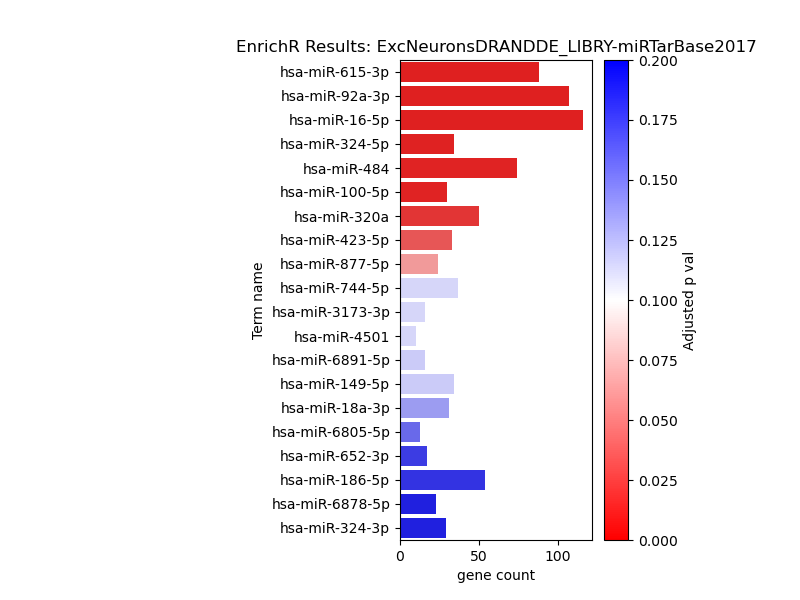 EnrichR Results: ExcNeuronsDRANDDE_LIBRY-miRTarBase2017
hsa-miR-615-3p
hsa-miR-92a-3p
hsa-miR-16-5p
hsa-miR-324-5p
hsa-miR-484
hsa-miR-100-5p
hsa-miR-320a
hsa-miR-423-5p
hsa-miR-877-5p
hsa-miR-744-5p
hsa-miR-3173-3p
hsa-miR-4501
hsa-miR-6891-5p
hsa-miR-149-5p
hsa-miR-18a-3p
hsa-miR-6805-5p
hsa-miR-652-3p
hsa-miR-186-5p
hsa-miR-6878-5p
hsa-miR-324-3p
Term name
0 50 100
gene count
0.200
0.175
0.150
0.125
0.100
0.075
0.050
0.025
0.000
Adjusted p val